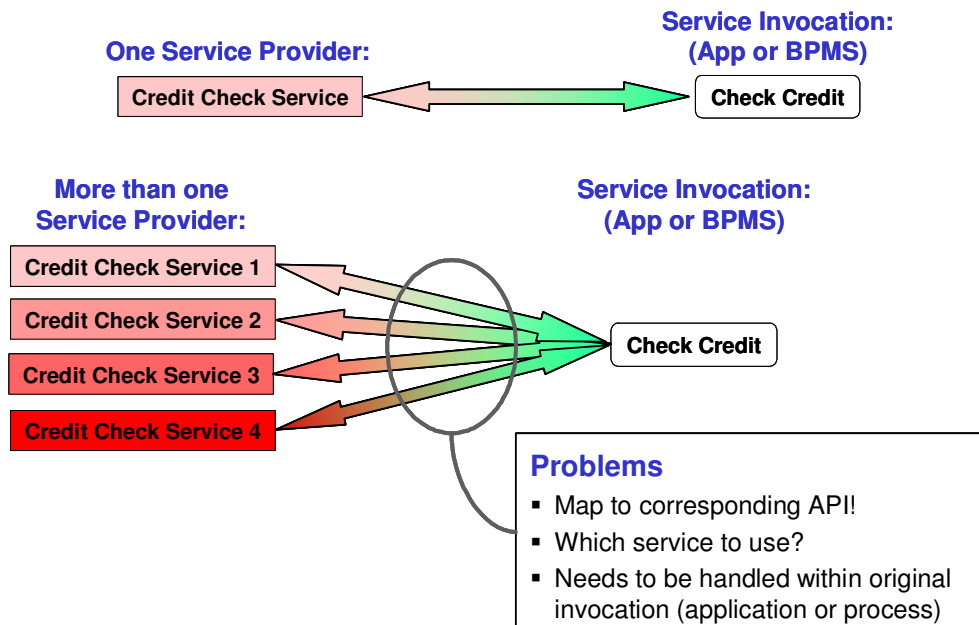 One Service Provider:
Service Invocation:
(App or BPMS)
Credit Check Service
Check Credit
More than one
Service Provider:
Service Invocation:
(App or BPMS)
Credit Check Service 1
Credit Check Service 2
Credit Check Service 3
Credit Check Service 4
Check Credit
Problems
▪ Map to corresponding API!
▪ Which service to use?
▪ Needs to be handled within original
invocation (application or process)